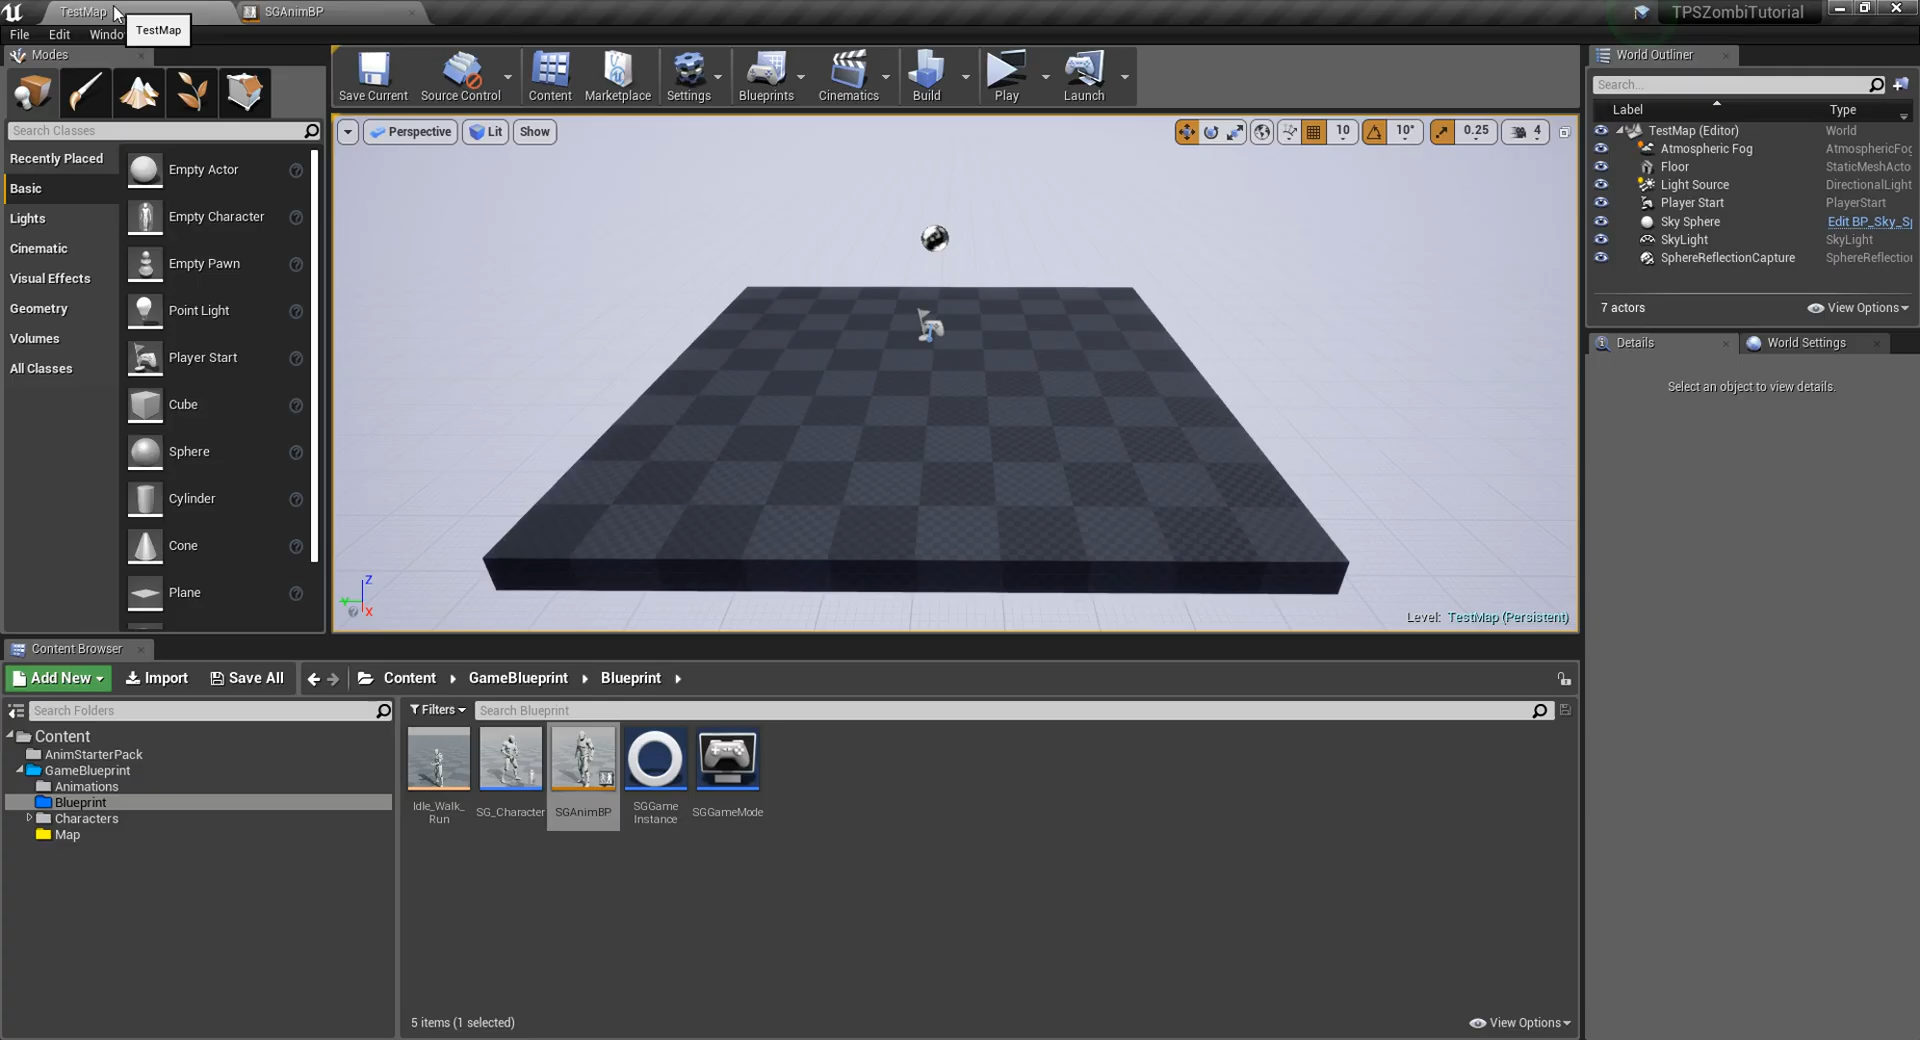 TestMap
SGAnimBP
TPSZombiTutorial
File Edit Windo
TestMap
Modes
Save Current
Source Control
Content
Marketplace
Settings
Blueprints
Cinematics
Build
Play
Launch
Search Classes
Recently Placed
Basic
Lights
Cinematic
Visual Effects
Geometry
Volumes
All Classes
Empty Actor
Empty Character
Empty Pawn
Point Light
Player Start
Cube
Sphere
Cylinder
Cone
Plane
Perspective
Lit
Show
10
10°
0.25
4
Z
X
Level: TestMap (Persistent)
World Outliner
Search...
Label Type
TestMap (Editor) World
Atmospheric Fog AtmosphericFog
Floor StaticMeshActo
Light Source DirectionalLight
Player Start PlayerStart
Sky Sphere Edit BP_Sky_Sp
SkyLight SkyLight
SphereReflectionCapture SphereReflection
7 actors View Options
Details
World Settings
Select an object to view details.
Content Browser
Add New
Import
Save All
Content
GameBlueprint
Blueprint
Search Folders
Content
AnimStarterPack
GameBlueprint
Animations
Blueprint
Characters
Map
Filters
Search Blueprint
Idle_Walk_
Run
SG_Character
SGAnimBP
SGGame
Instance
SGGameMode
5 items (1 selected)
View Options